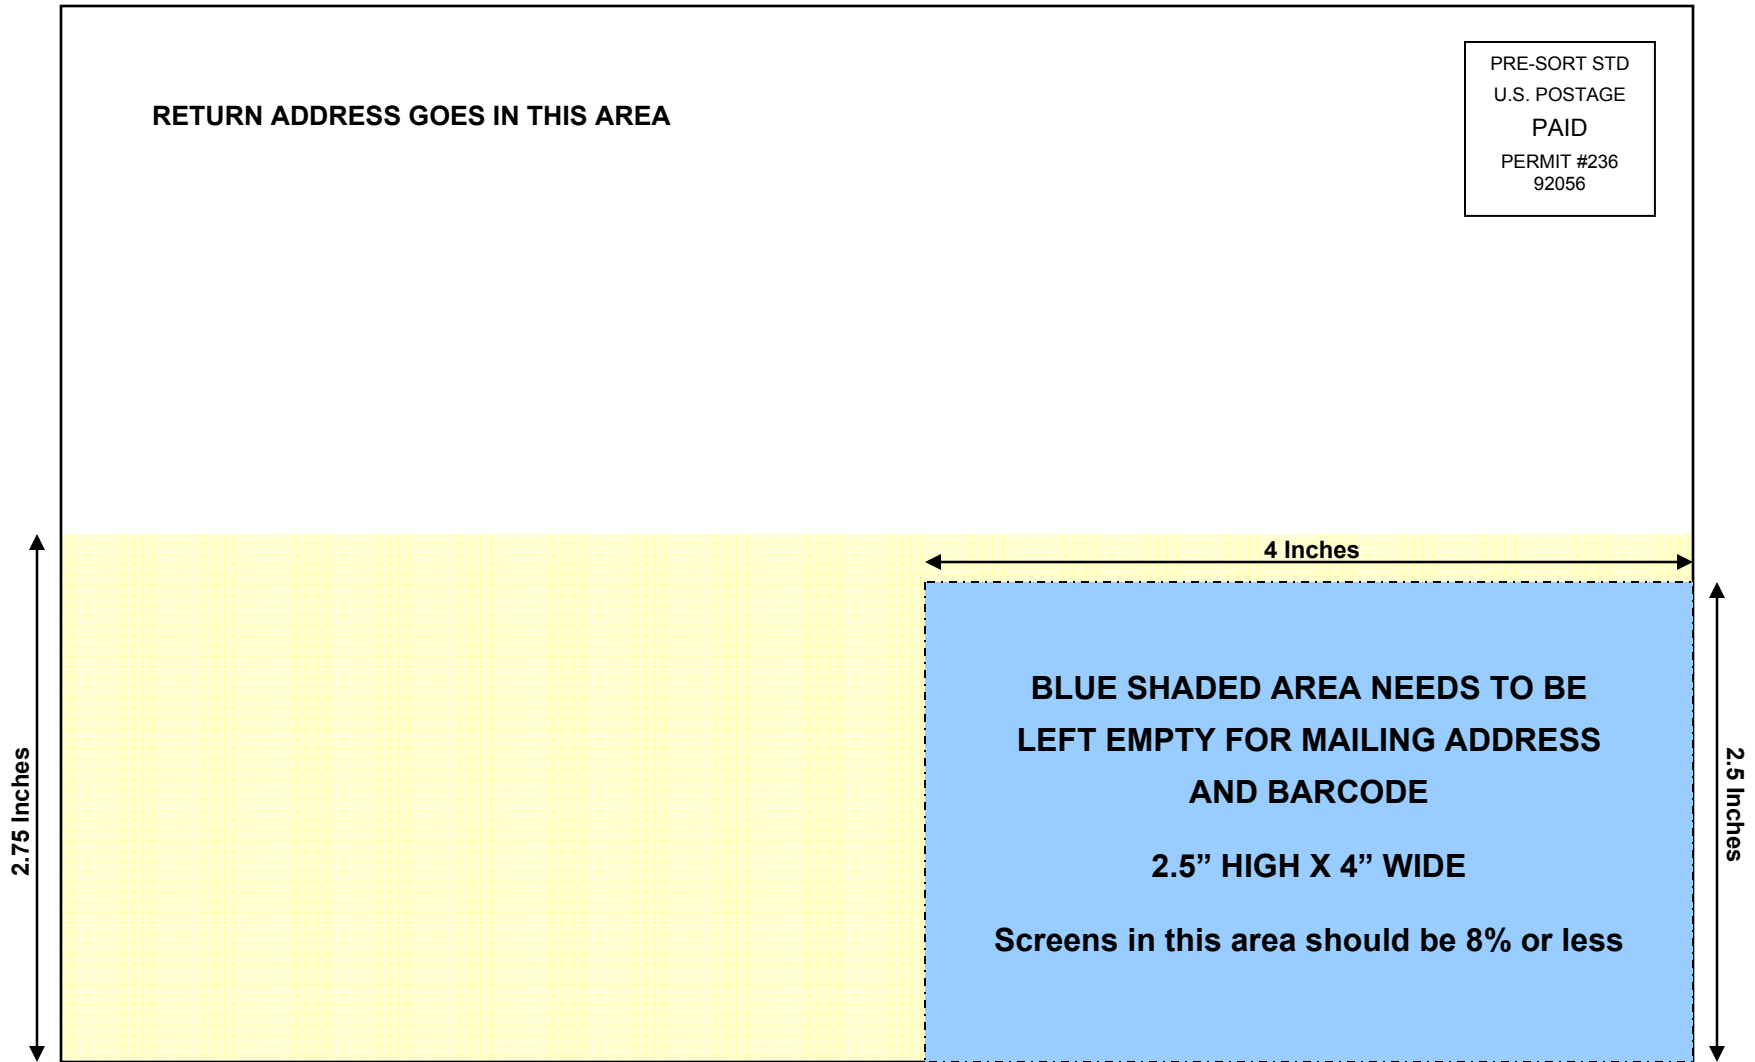 PRE-SORT STD
U.S. POSTAGE
PAID
PERMIT #236
92056
RETURN ADDRESS GOES IN THIS AREA
4 Inches
2.75 Inches
BLUE SHADED AREA NEEDS TO BE
LEFT EMPTY FOR MAILING ADDRESS
AND BARCODE
2.5” HIGH X 4” WIDE
Screens in this area should be 8% or less
2.5 Inches